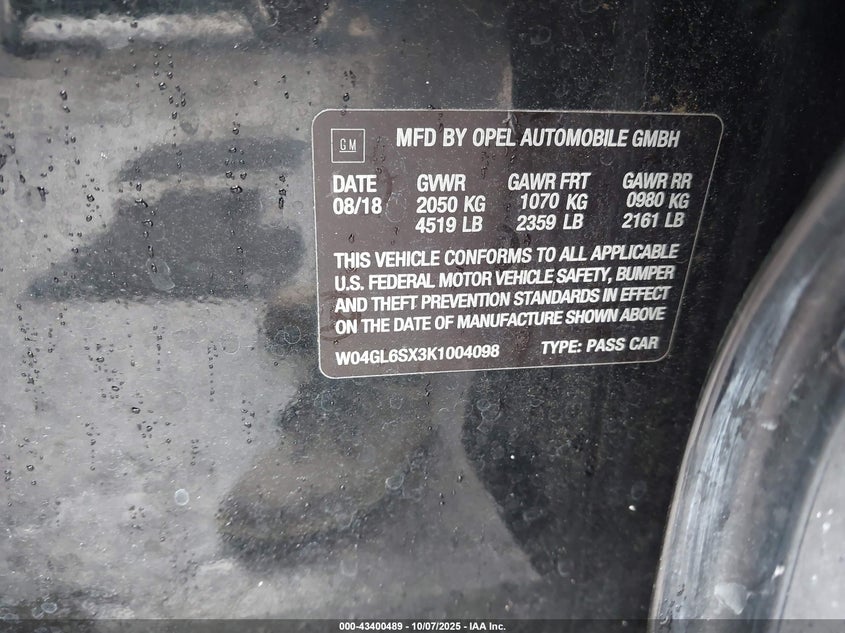 GM
MFD BY OPEL AUTOMOBILE GMBH
DATE GVWR GAWR FRT GAWR RR
08/18 2050 KG 1070 KG 0980 KG
4519 LB 2359 LB 2161 LB
THIS VEHICLE CONFORMS TO ALL APPLICABLE
U.S. FEDERAL MOTOR VEHICLE SAFETY, BUMPER
AND THEFT PREVENTION STANDARDS IN EFFECT
ON THE DATE OF MANUFACTURE SHOWN ABOVE
W04GL6SX3K1004098 TYPE: PASS CAR
000-43400489 - 10/07/2025 - IAA Inc.